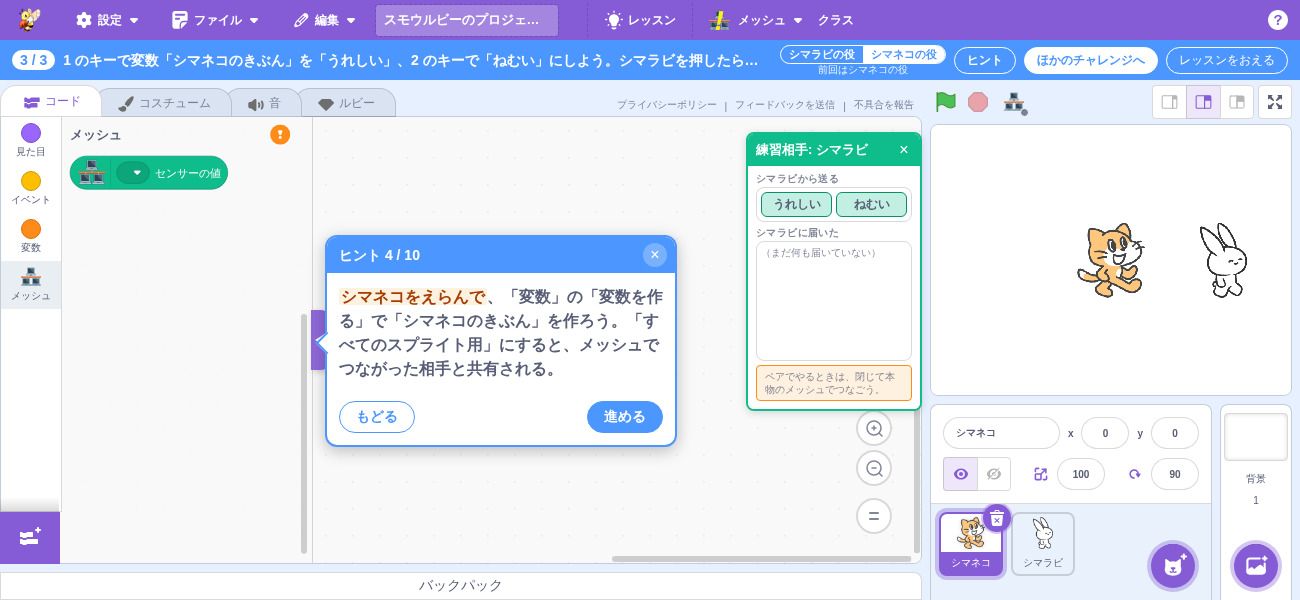 設定
ファイル
編集
スモウルビーのプロジェ...
レッスン
メッシュ
クラス
?
3 / 3
1 のキーで変数「シマネコのきぶん」を「うれしい」、2 のキーで「ねむい」にしよう。シマラビを押したら...
シマラビの役
シマネコの役
前回はシマネコの役
ヒント
ほかのチャレンジへ
レッスンをおえる
コード
コスチューム
音
ルビー
プライバシーポリシー | フィードバックを送信 | 不具合を報告
見た目
イベント
変数
メッシュ
メッシュ
センサーの値
ヒント 4 / 10
×
シマネコをえらんで、「変数」の「変数を作
る」で「シマネコのきぶん」を作ろう。「す
べてのスプライト用」にすると、メッシュで
つながった相手と共有される。
もどる
進める
練習相手: シマラビ
×
シマラビから送る
うれしい
ねむい
シマラビに届いた
（まだ何も届いていない）
ペアでやるときは、閉じて本
物のメッシュでつなごう。
シマネコ
x
0
y
0
100
90
シマネコ
シマラビ
背景
1
バックパック